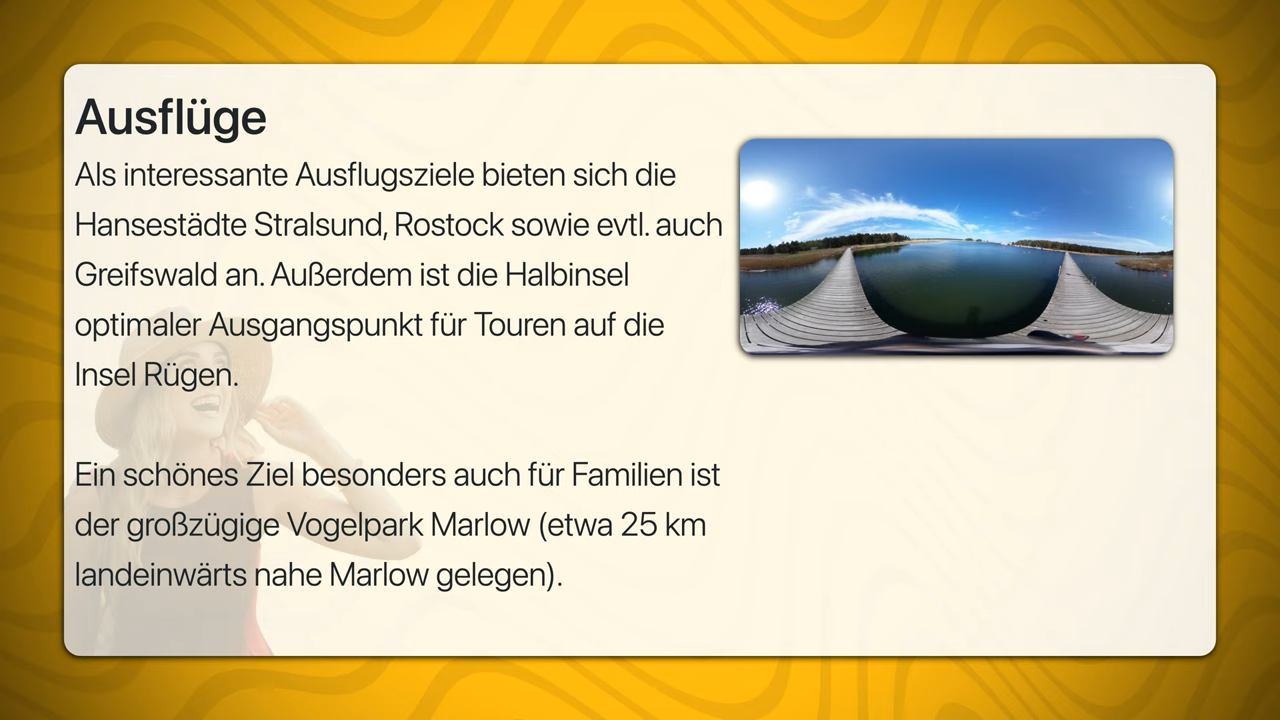 Ausflüge
Als interessante Ausflugsziele bieten sich die
Hansestädte Stralsund, Rostock sowie evtl. auch
Greifswald an. Außerdem ist die Halbinsel
optimaler Ausgangspunkt für Touren auf die
Insel Rügen.
Ein schönes Ziel besonders auch für Familien ist
der großzügige Vogelpark Marlow (etwa 25 km
landeinwärts nahe Marlow gelegen).